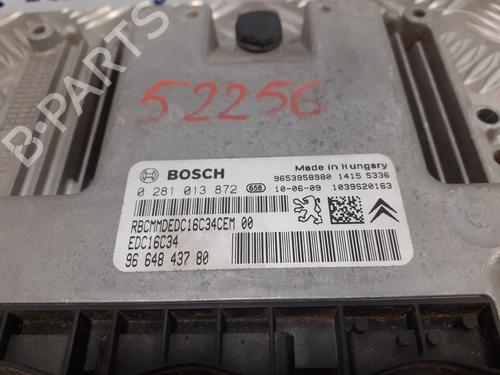 52256
BOSCH
Made in Hungary
9653958980 1415 5336
0 281 013 872 656 10-06-09 1039S20163
RBCMMDEDC16C34CEM 00
EDC16C34
96 648 437 80
B-PARTS